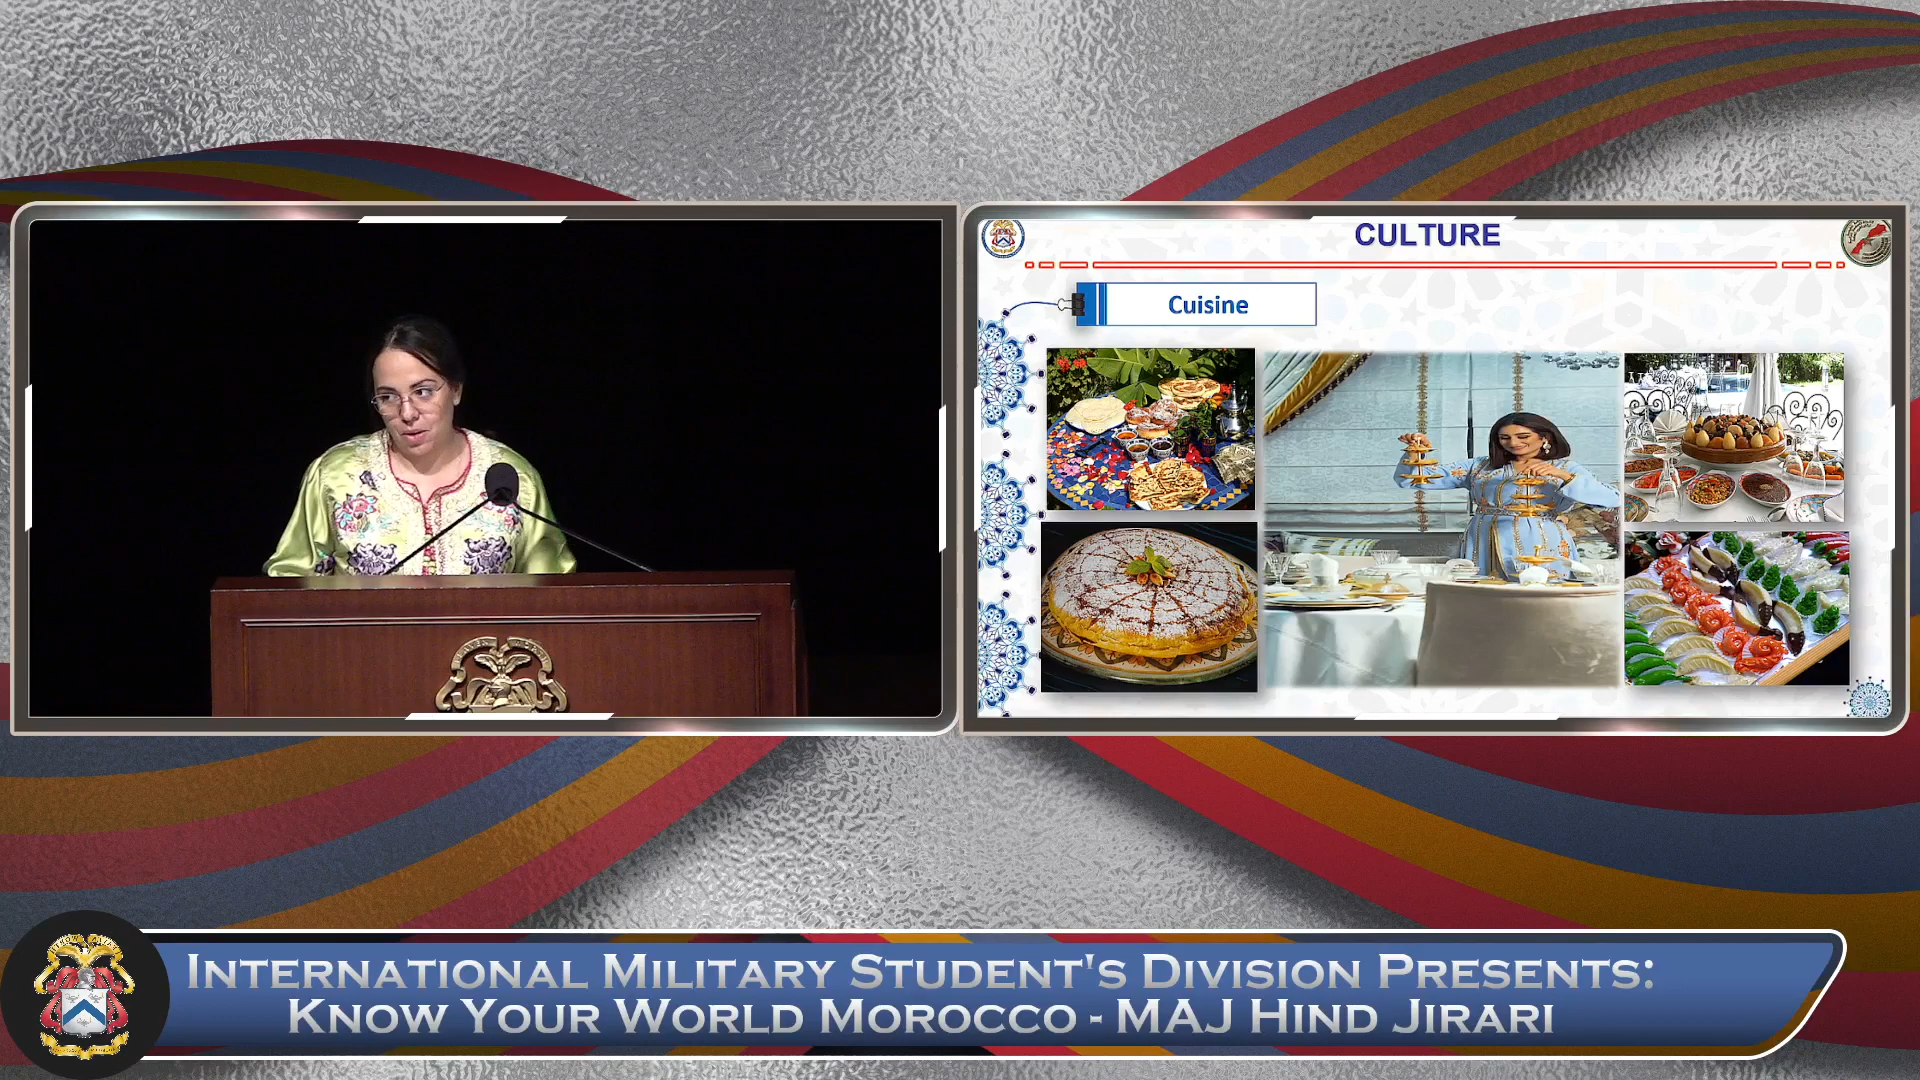 CULTURE
Cuisine
International Military Student's Division Presents:
Know Your World Morocco - MAJ Hind Jirari